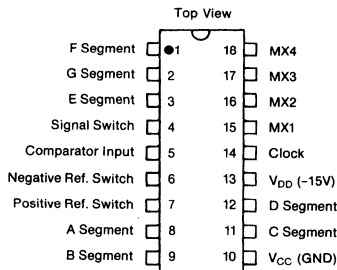 Top View
F Segment 1 18 MX4
G Segment 2 17 MX3
E Segment 3 16 MX2
Signal Switch 4 15 MX1
Comparator Input 5 14 Clock
Negative Ref. Switch 6 13 VDD (-15V)
Positive Ref. Switch 7 12 D Segment
A Segment 8 11 C Segment
B Segment 9 10 VCC (GND)